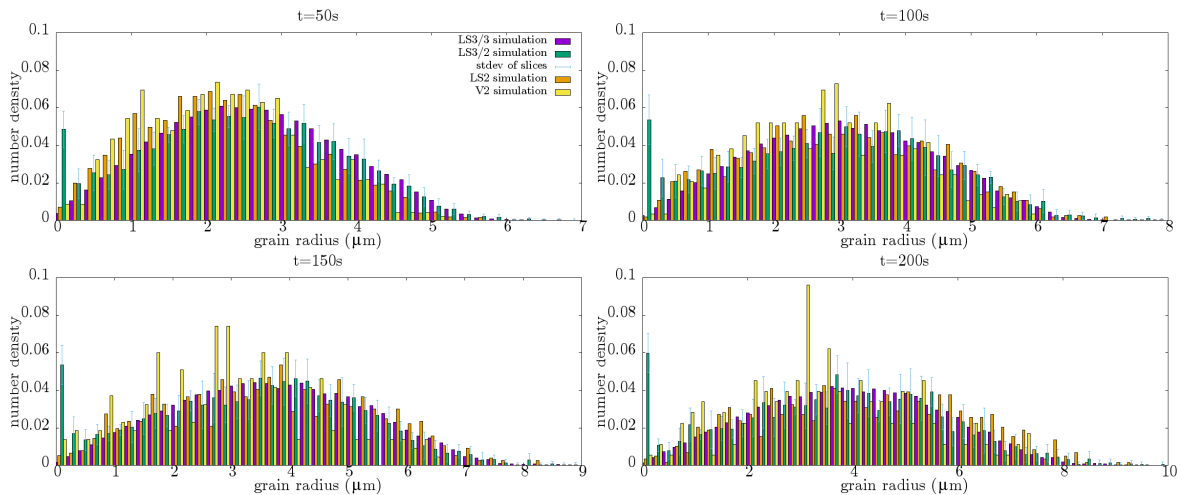 t=50s
0.1
0.08
0.06
0.04
0.02
0
number density
LS3/3 simulation
LS3/2 simulation
stdev of slices
LS2 simulation
V2 simulation
0 1 2 3 4 5 6 7
grain radius (μm)
t=100s
0.1
0.08
0.06
0.04
0.02
0
number density
0 1 2 3 4 5 6 7 8
grain radius (μm)
t=150s
0.1
0.08
0.06
0.04
0.02
0
number density
0 1 2 3 4 5 6 7 8 9
grain radius (μm)
t=200s
0.1
0.08
0.06
0.04
0.02
0
number density
0 2 4 6 8 10
grain radius (μm)